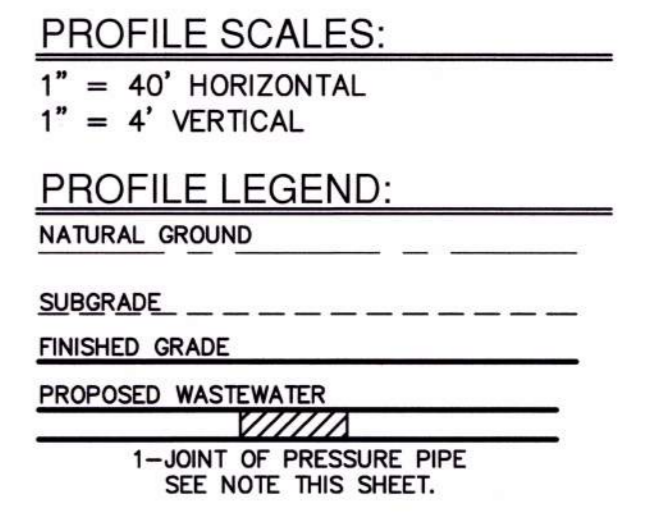 PROFILE SCALES:
1" = 40' HORIZONTAL
1" = 4' VERTICAL
PROFILE LEGEND:
NATURAL GROUND
SUBGRADE
FINISHED GRADE
PROPOSED WASTEWATER
1-JOINT OF PRESSURE PIPE
SEE NOTE THIS SHEET.